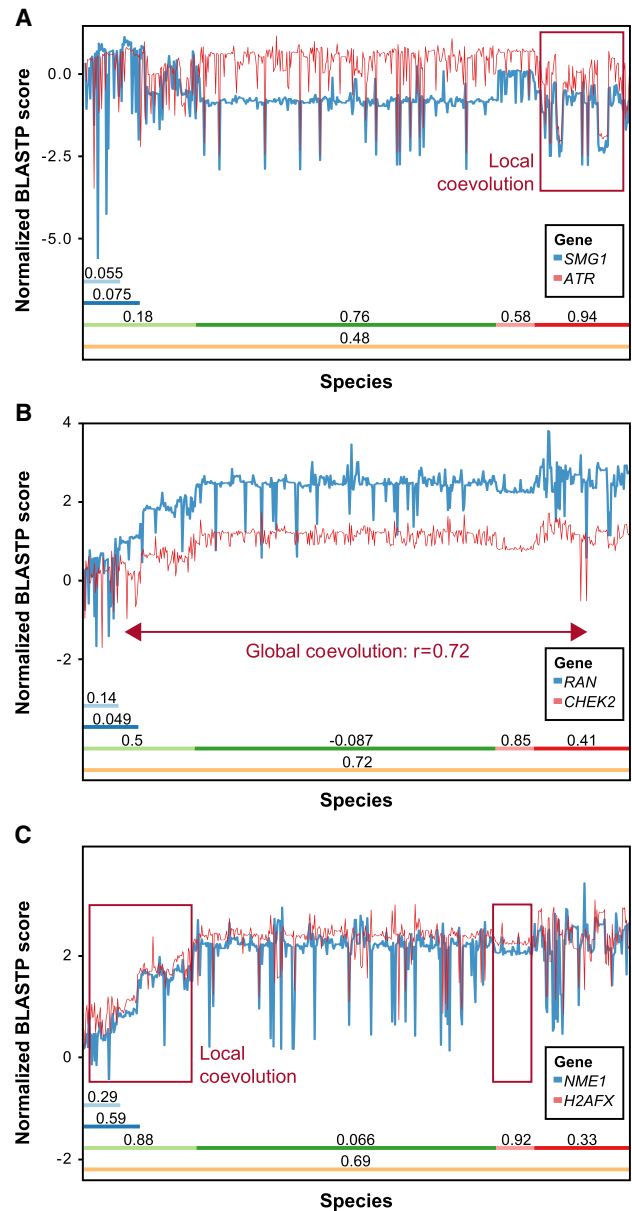 A
Normalized BLASTP score
0.0
-2.5
-5.0
Local
coevolution
Gene
SMG1
ATR
0.055
0.075
0.18
0.76
0.58
0.94
0.48
Species
B
Normalized BLASTP score
4
2
0
-2
Global coevolution: r=0.72
Gene
RAN
CHEK2
0.14
0.049
0.5
-0.087
0.85
0.41
0.72
Species
C
Normalized BLASTP score
2
0
-2
Local
coevolution
Gene
NME1
H2AFX
0.29
0.59
0.88
0.066
0.92
0.33
0.69
Species